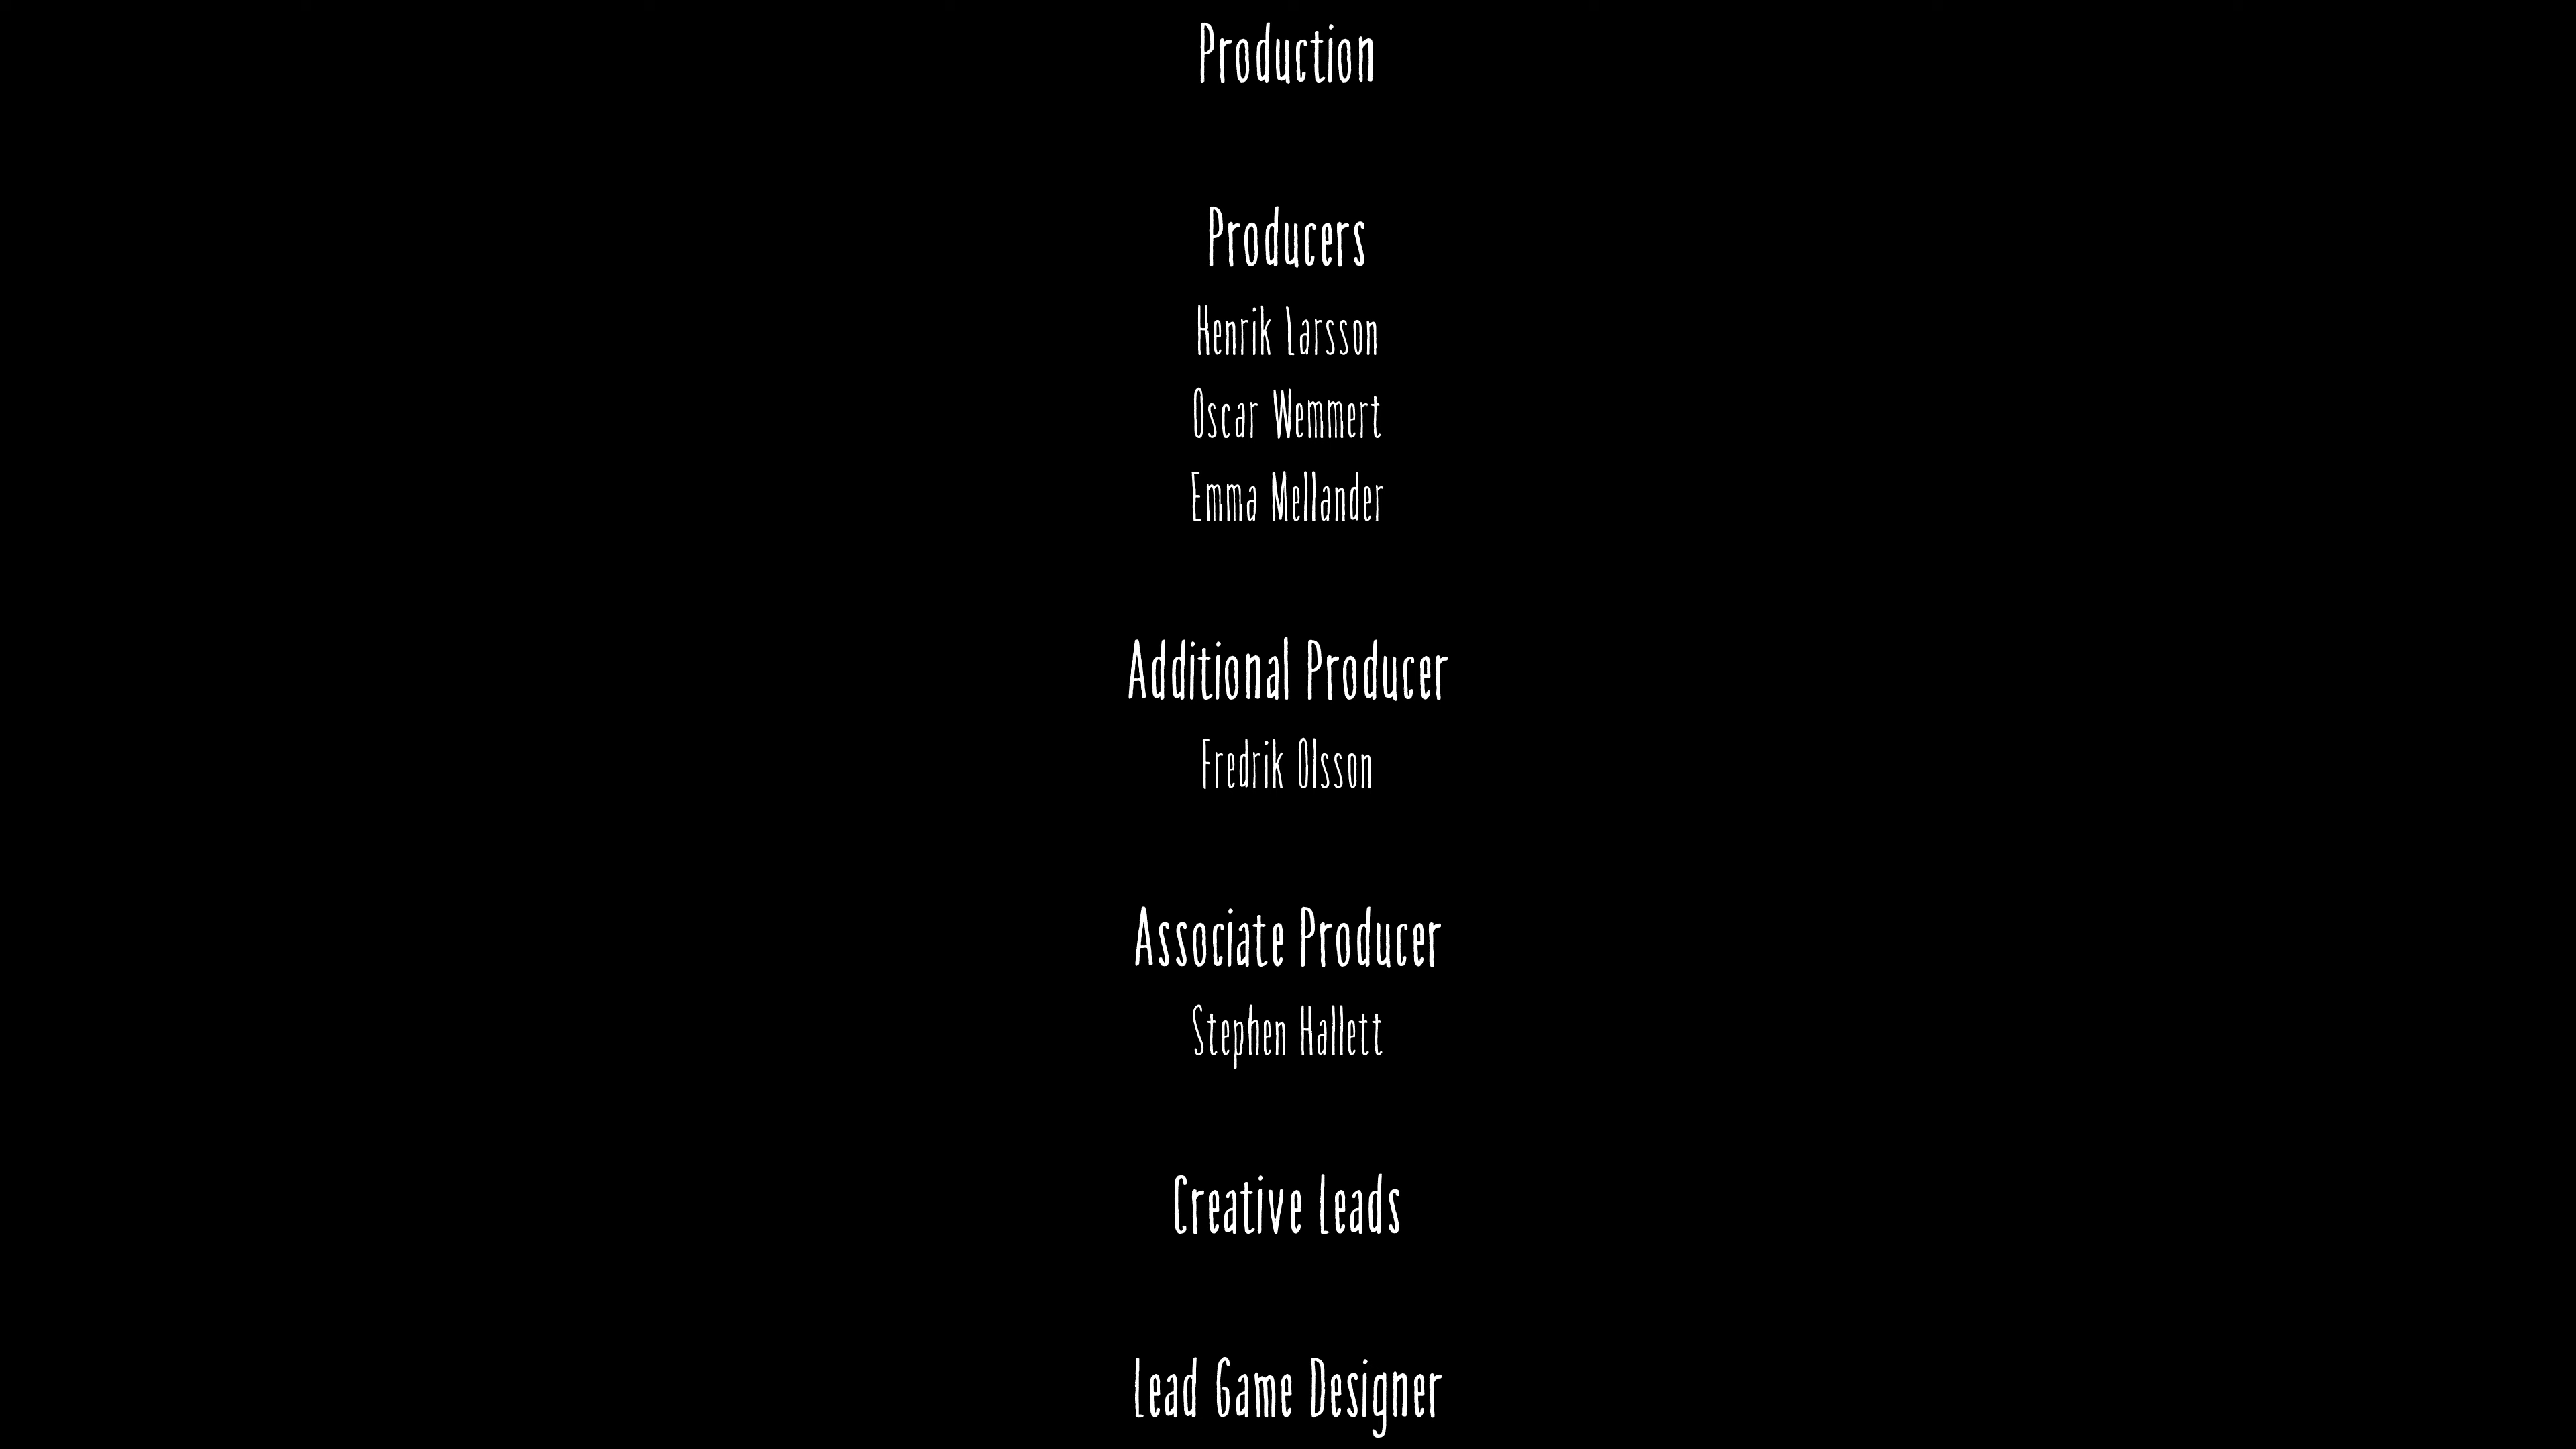 Production
Producers
Henrik Larsson
Oscar Wemmert
Emma Mellander
Additional Producer
Fredrik Olsson
Associate Producer
Stephen Hallett
Creative Leads
Lead Game Designer